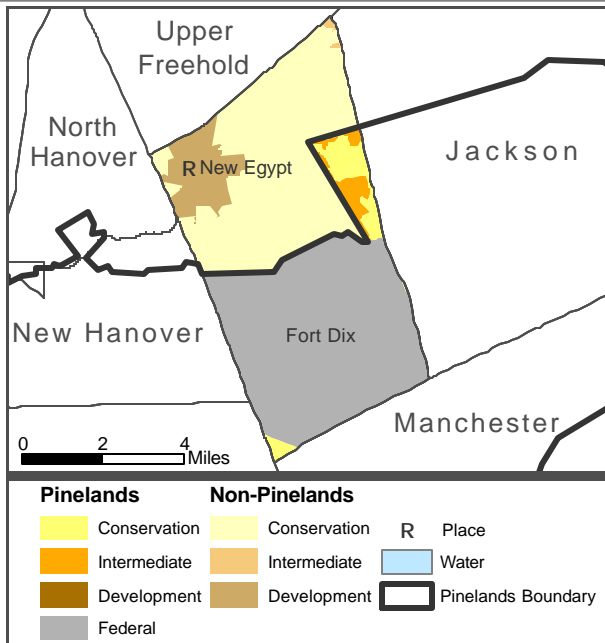 Upper
Freehold
North
Hanover
Jackson
R New Egypt
New Hanover
Fort Dix
Manchester
0 2 4
Miles
Pinelands Non-Pinelands
Conservation Conservation R Place
Intermediate Intermediate Water
Development Development Pinelands Boundary
Federal